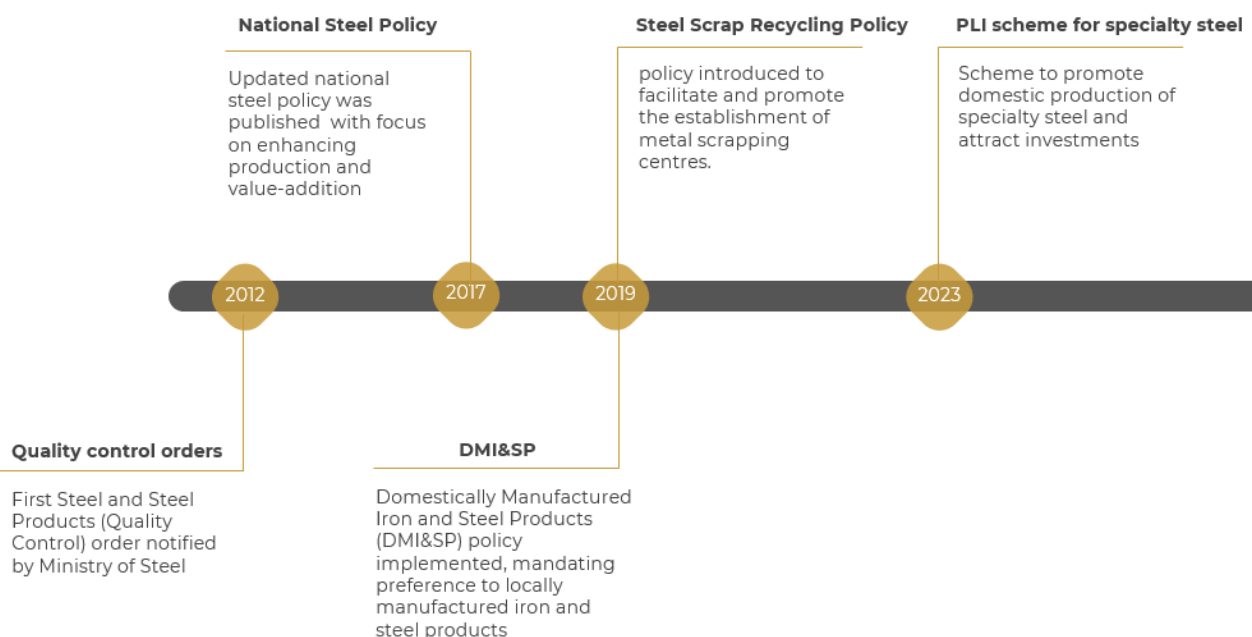 National Steel Policy
Updated national
steel policy was
published with focus
on enhancing
production and
value-addition
Steel Scrap Recycling Policy
policy introduced to
facilitate and promote
the establishment of
metal scrapping
centres.
PLI scheme for specialty steel
Scheme to promote
domestic production of
specialty steel and
attract investments
2012
2017
2019
2023
Quality control orders
First Steel and Steel
Products (Quality
Control) order notified
by Ministry of Steel
DMI&SP
Domestically Manufactured
Iron and Steel Products
(DMI&SP) policy
implemented, mandating
preference to locally
manufactured iron and
steel products